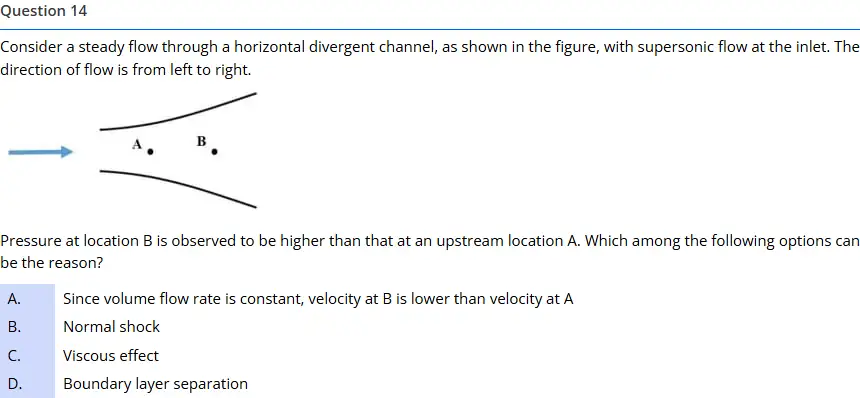 Question 14
Consider a steady flow through a horizontal divergent channel, as shown in the figure, with supersonic flow at the inlet. The
direction of flow is from left to right.
A B
Pressure at location B is observed to be higher than that at an upstream location A. Which among the following options can
be the reason?
A. Since volume flow rate is constant, velocity at B is lower than velocity at A
B. Normal shock
C. Viscous effect
D. Boundary layer separation